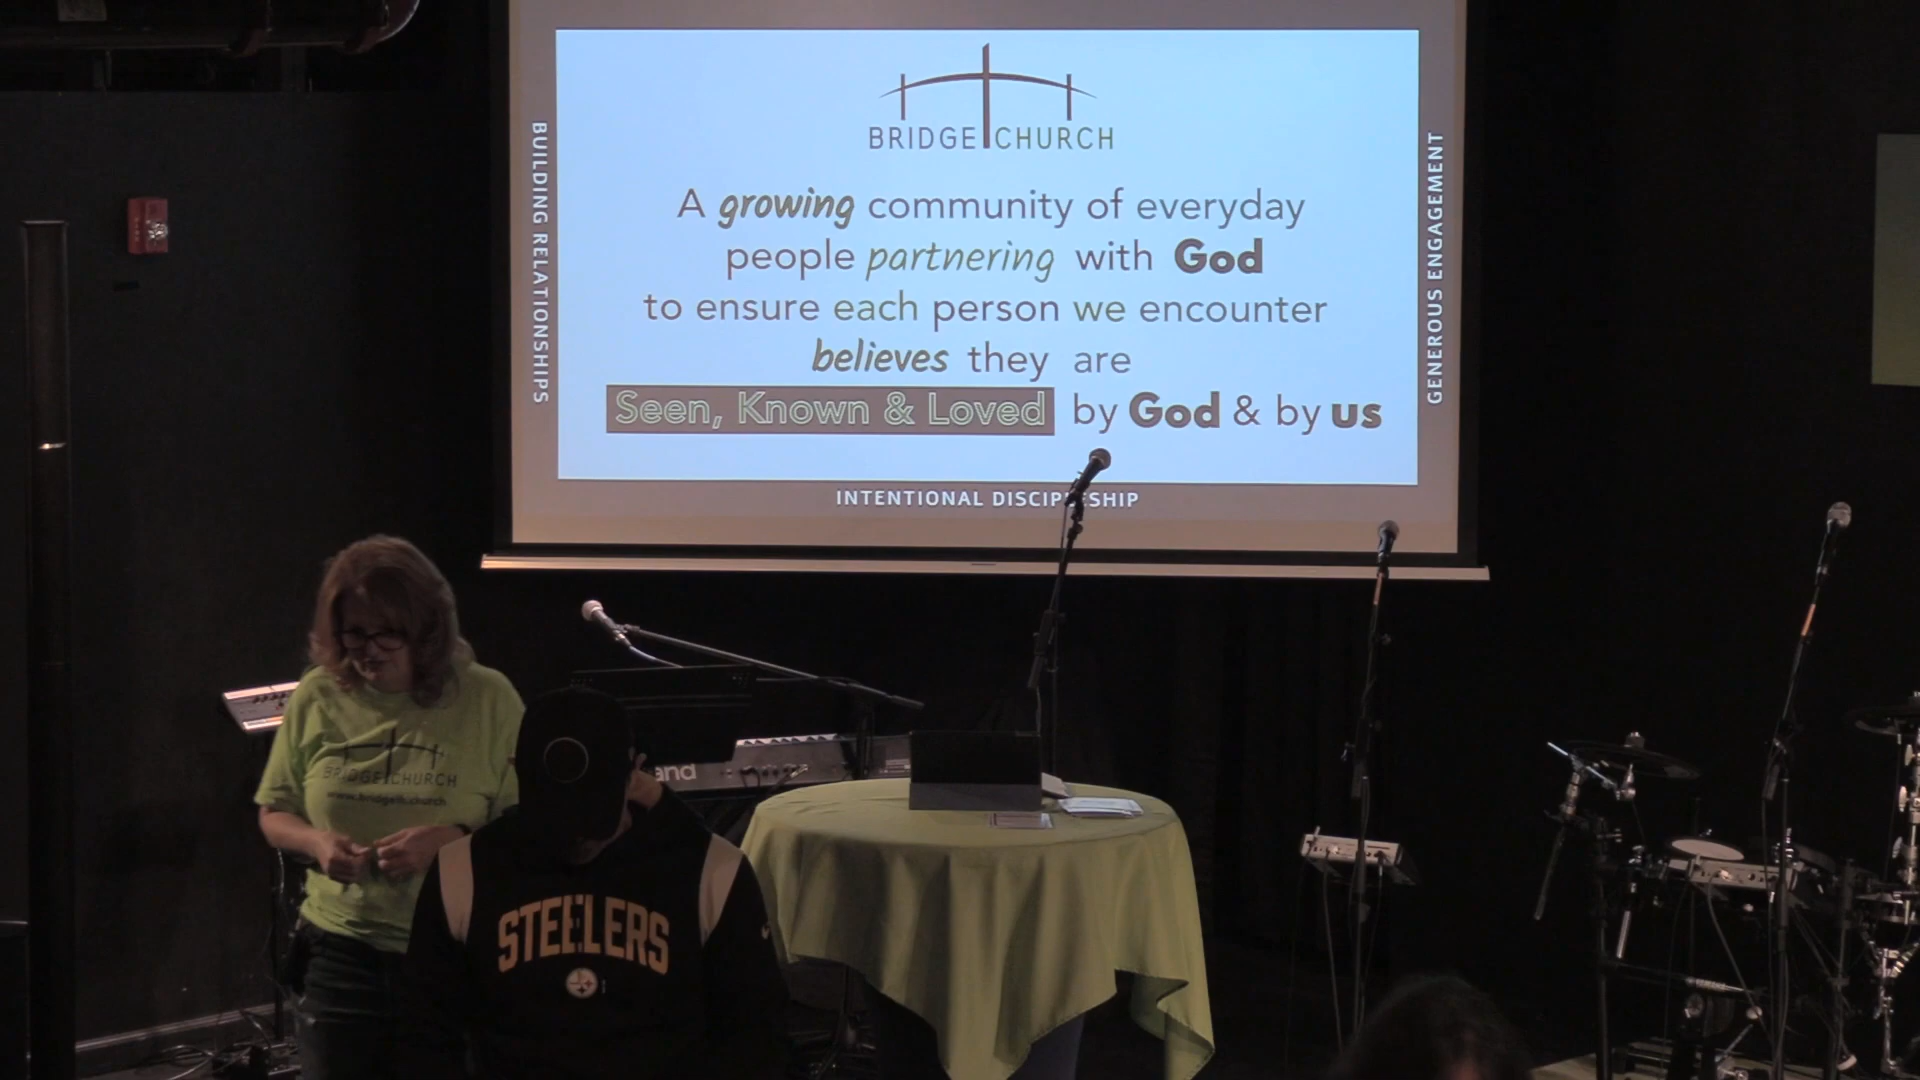 BRIDGE CHURCH
A growing community of everyday
people partnering with God
to ensure each person we encounter
believes they are
Seen, Known & Loved by God & by us
BUILDING RELATIONSHIPS
GENEROUS ENGAGEMENT
INTENTIONAL
BRIDGE CHURCH
STEELERS